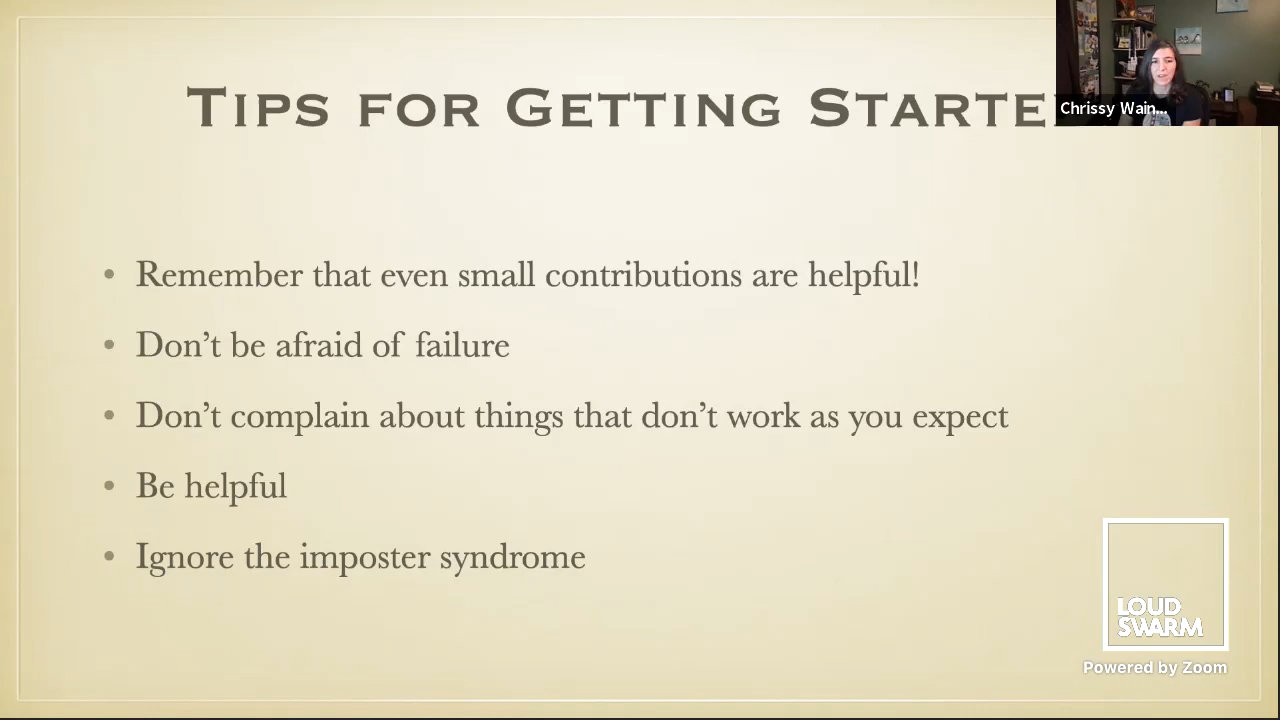 Tips for Getting Starte
Chrissy Wain...
• Remember that even small contributions are helpful!
• Don’t be afraid of failure
• Don’t complain about things that don’t work as you expect
• Be helpful
• Ignore the imposter syndrome
LOUD
SWARM
Powered by Zoom